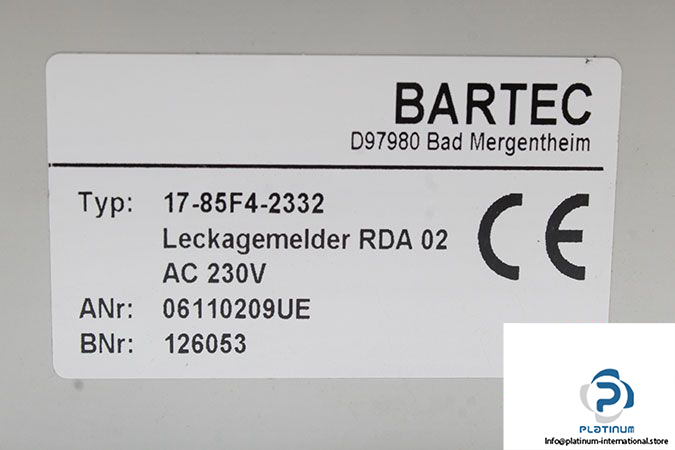 BARTEC
D97980 Bad Mergentheim
Typ: 17-85F4-2332
Leckagemelder RDA 02
AC 230V
ANr: 06110209UE
BNr: 126053
CE
PLATINUM
Info@platinum-international.store